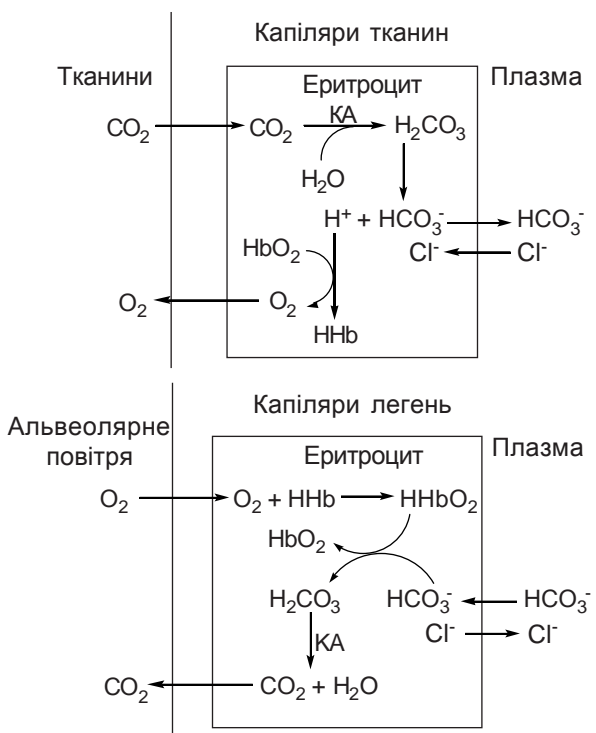 Капіляри тканин
Тканини
Еритроцит
Плазма
CO₂
CO₂
КА
H₂CO₃
H₂O
H⁺ + HCO₃⁻
HCO₃⁻
HbO₂
Cl⁻
Cl⁻
O₂
O₂
HHb
Капіляри легень
Альвеолярне
повітря
Еритроцит
Плазма
O₂
O₂ + HHb
HHbO₂
HbO₂
H₂CO₃
HCO₃⁻
HCO₃⁻
Cl⁻
Cl⁻
КА
CO₂
CO₂ + H₂O